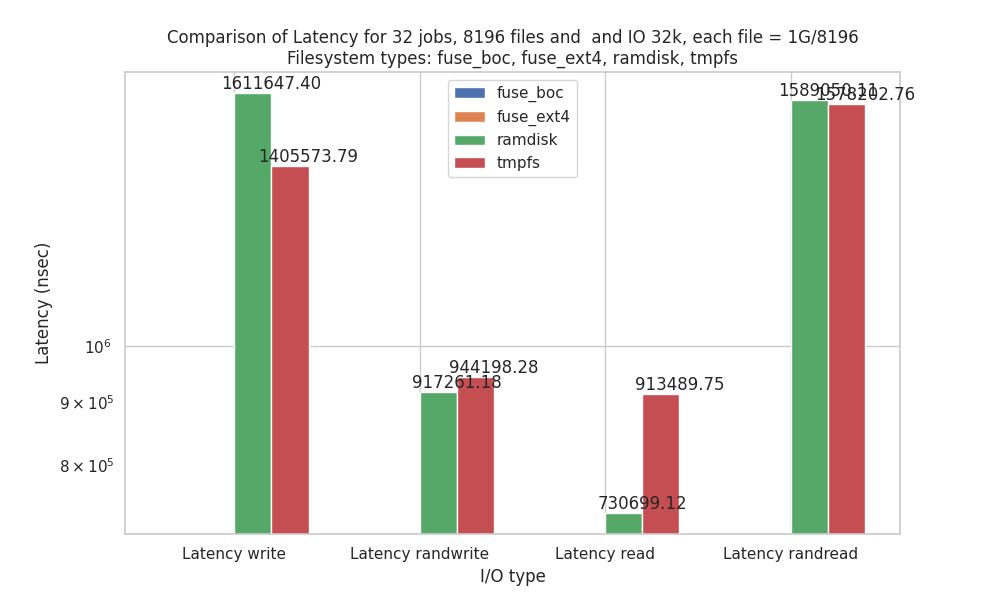 Comparison of Latency for 32 jobs, 8196 files and  and IO 32k, each file = 1G/8196
Filesystem types: fuse_boc, fuse_ext4, ramdisk, tmpfs
1611647.40
1405573.79
917261.18
944198.28
730699.12
913489.75
1589050.11
1578202.76
fuse_boc
fuse_ext4
ramdisk
tmpfs
Latency (nsec)
10⁶
9 × 10⁵
8 × 10⁵
Latency write
Latency randwrite
Latency read
Latency randread
I/O type